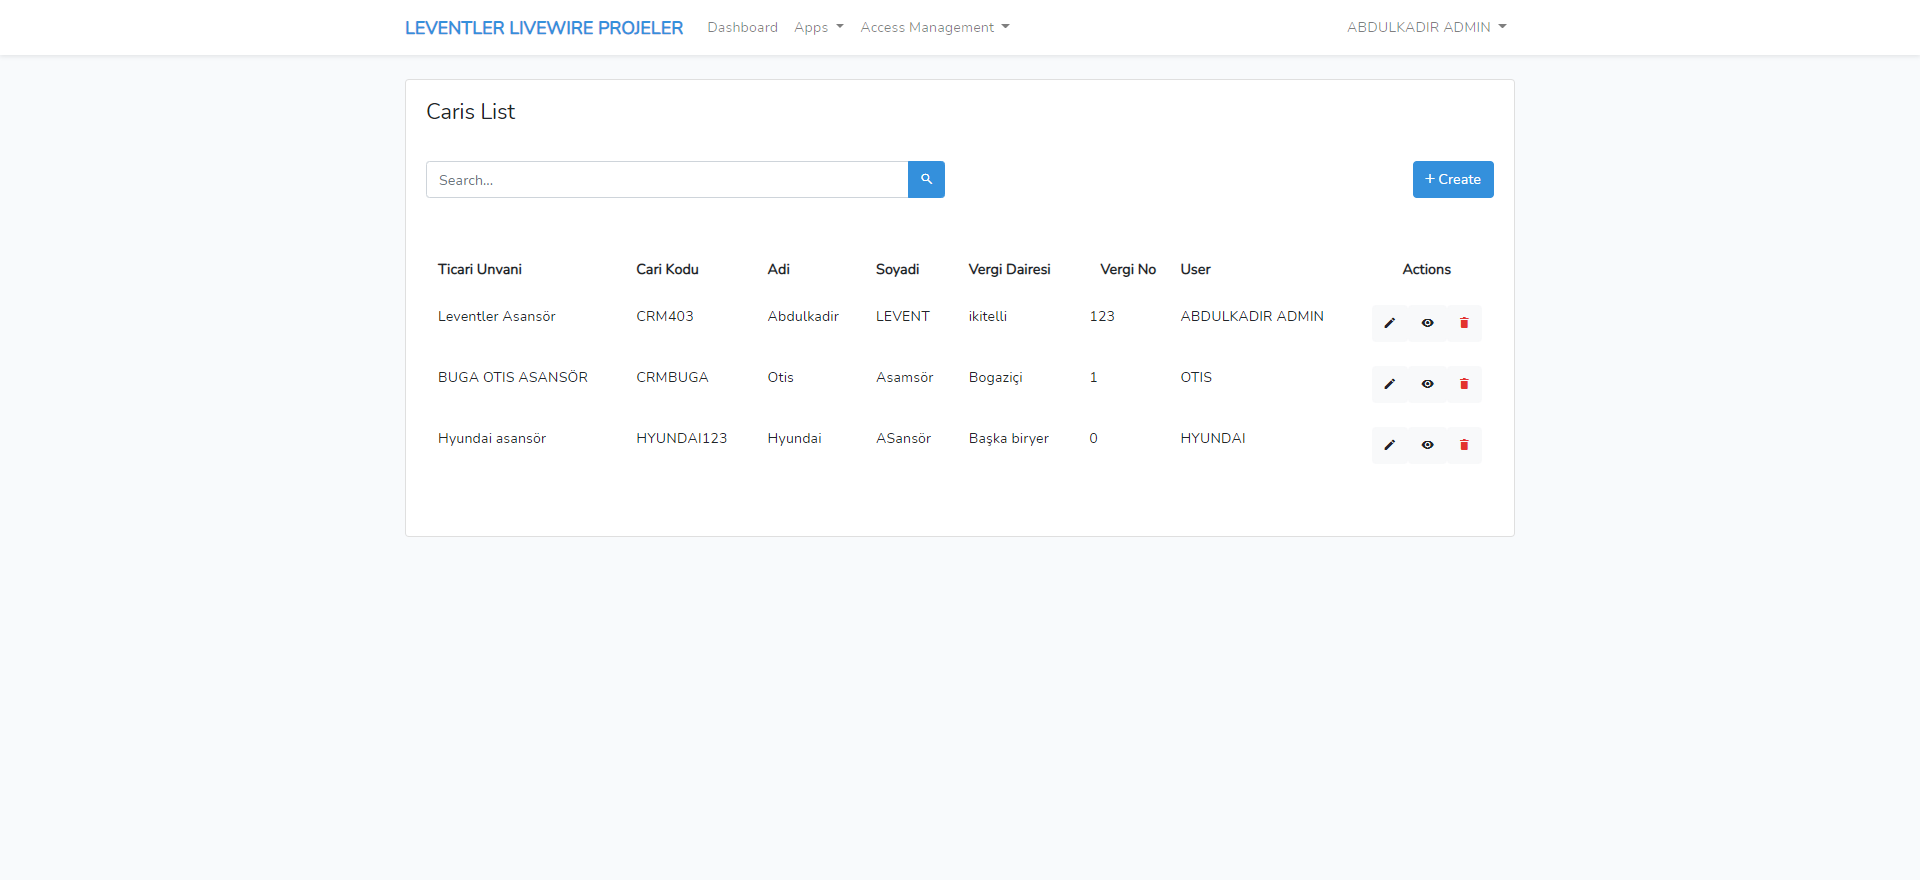 LEVENTLER LIVEWIRE PROJELER Dashboard Apps Access Management ABDULKADIR ADMIN
Caris List
Search... + Create
Ticari Unvani Cari Kodu Adi Soyadi Vergi Dairesi Vergi No User Actions
Leventler Asansör CRM403 Abdulkadir LEVENT ikitelli 123 ABDULKADIR ADMIN
BUGA OTIS ASANSÖR CRMBUGA Otis Asamsör Bogaziçi 1 OTIS
Hyundai asansör HYUNDAI123 Hyundai ASansör Başka biryer 0 HYUNDAI